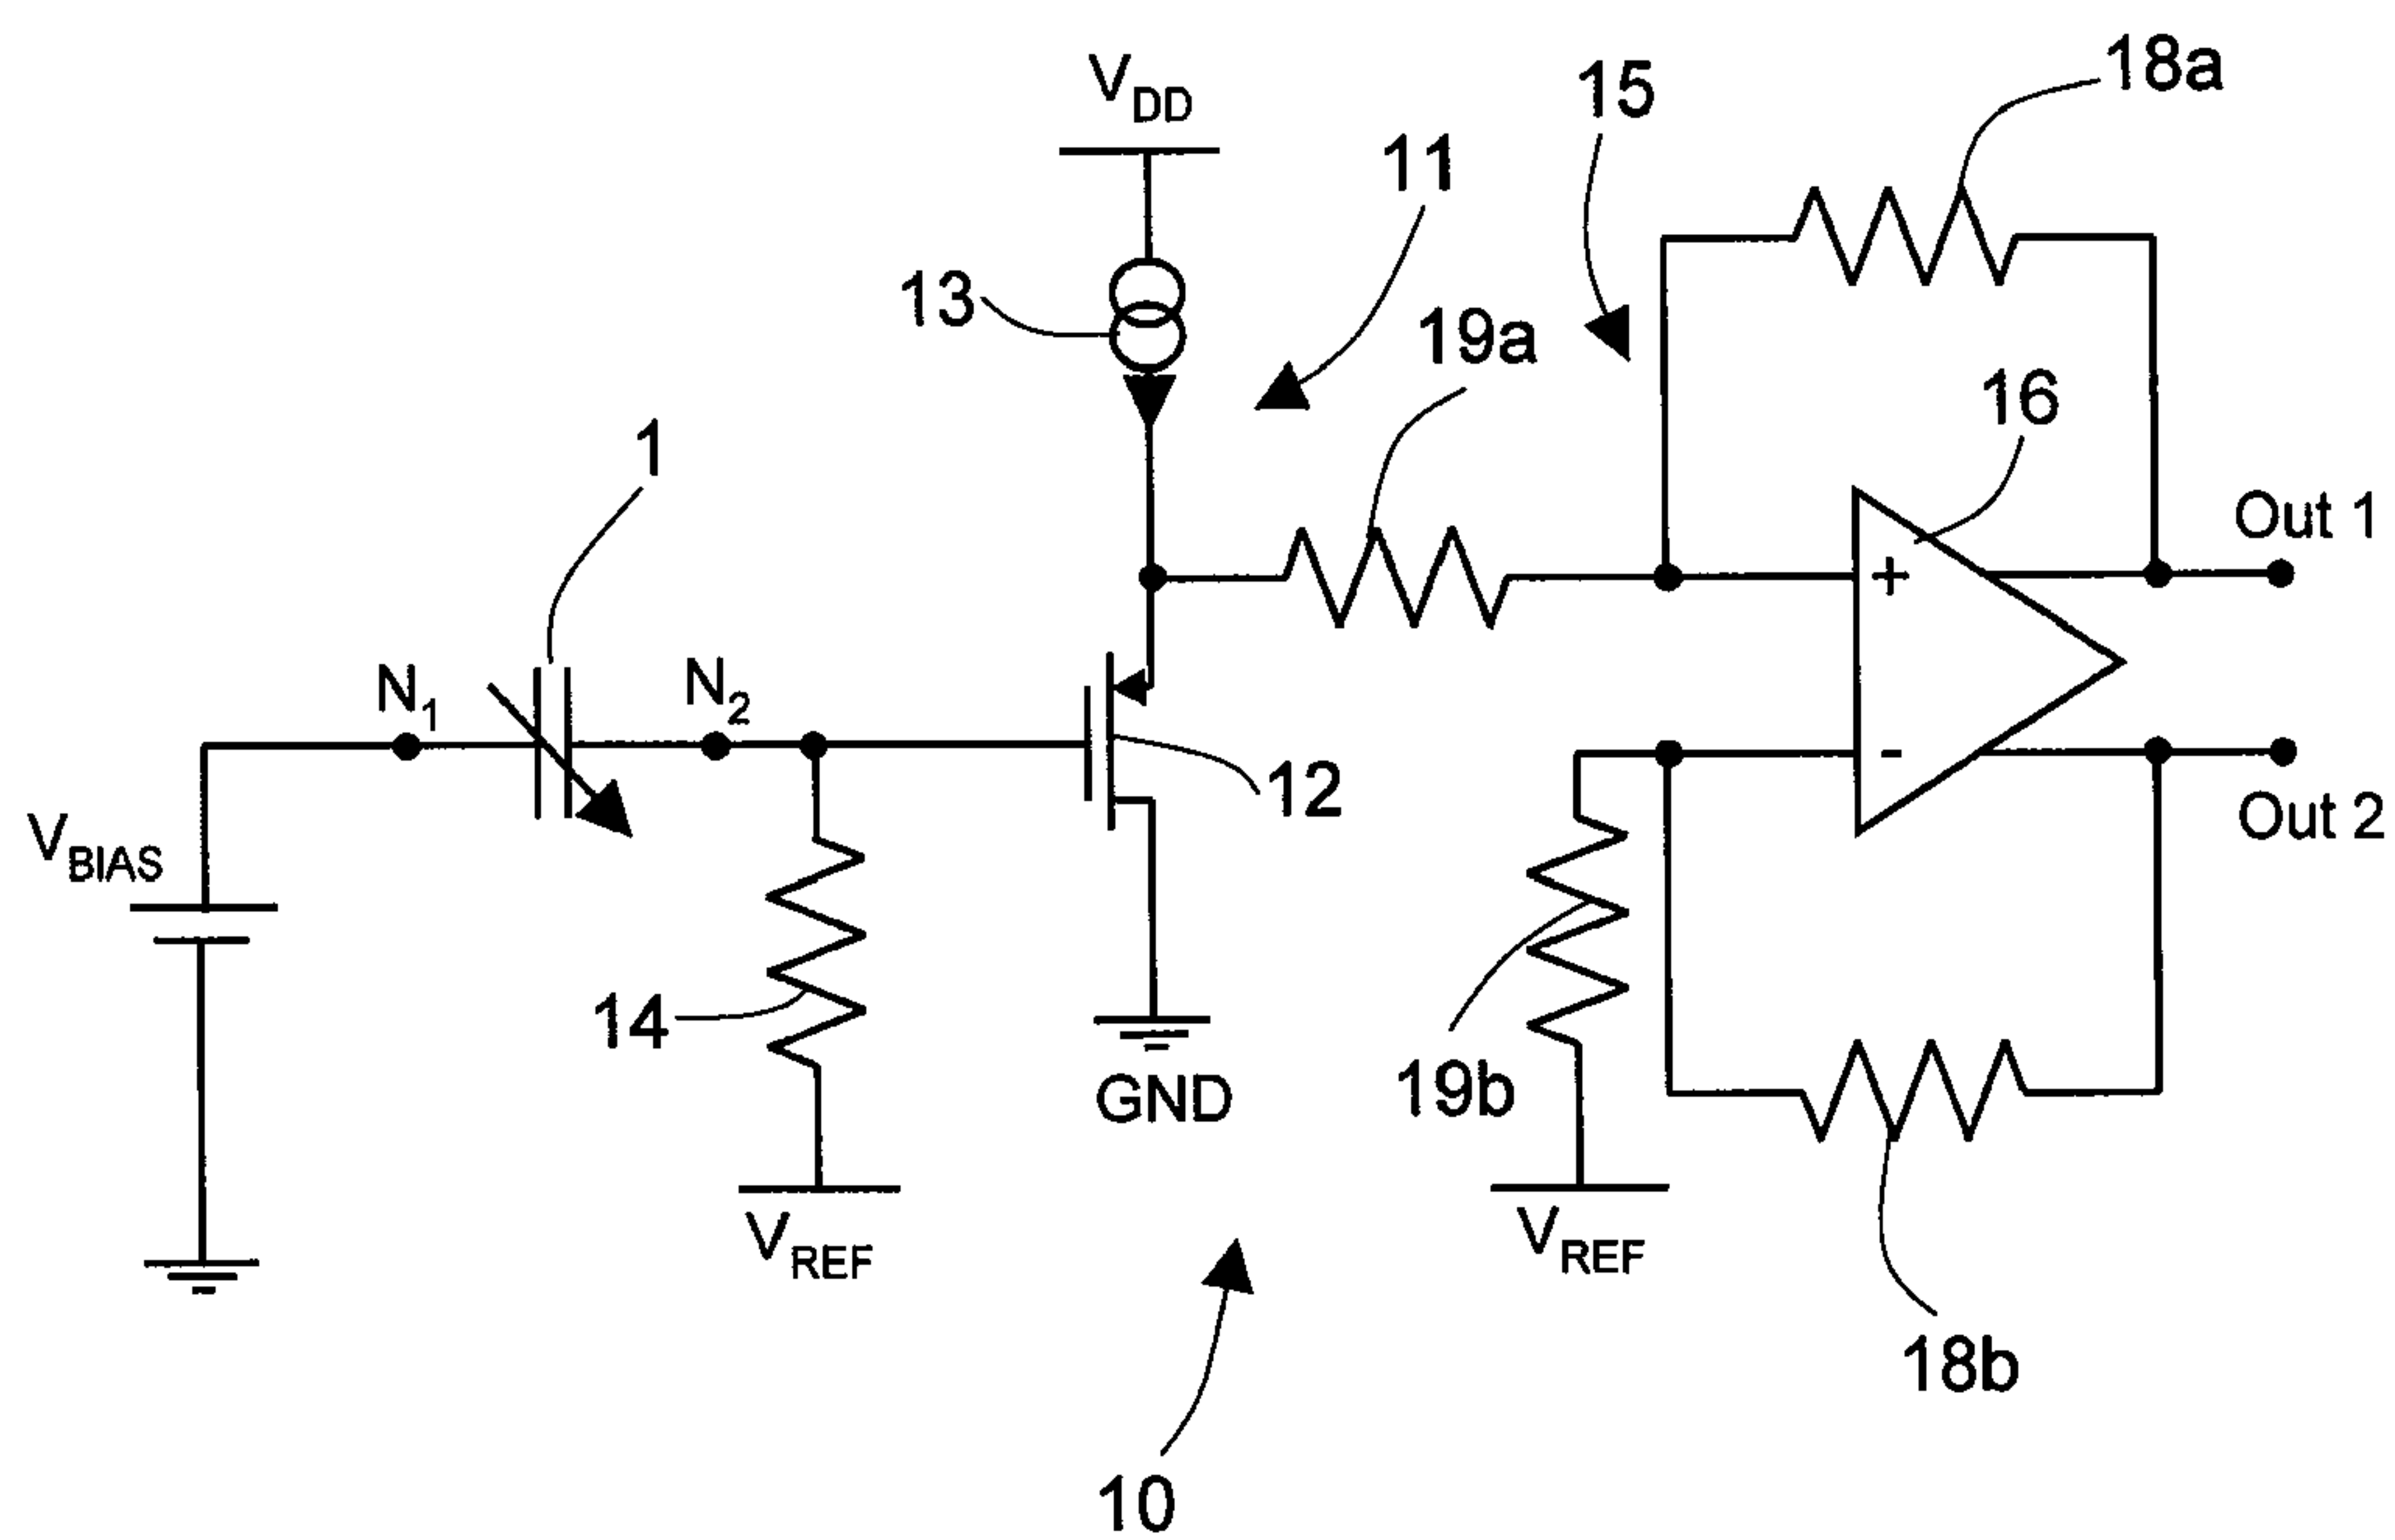 V_DD
15
18a
11
13
19a
16
1
Out 1
+
N_1
N_2
-
12
Out 2
V_BIAS
14
19b
GND
V_REF
V_REF
18b
10